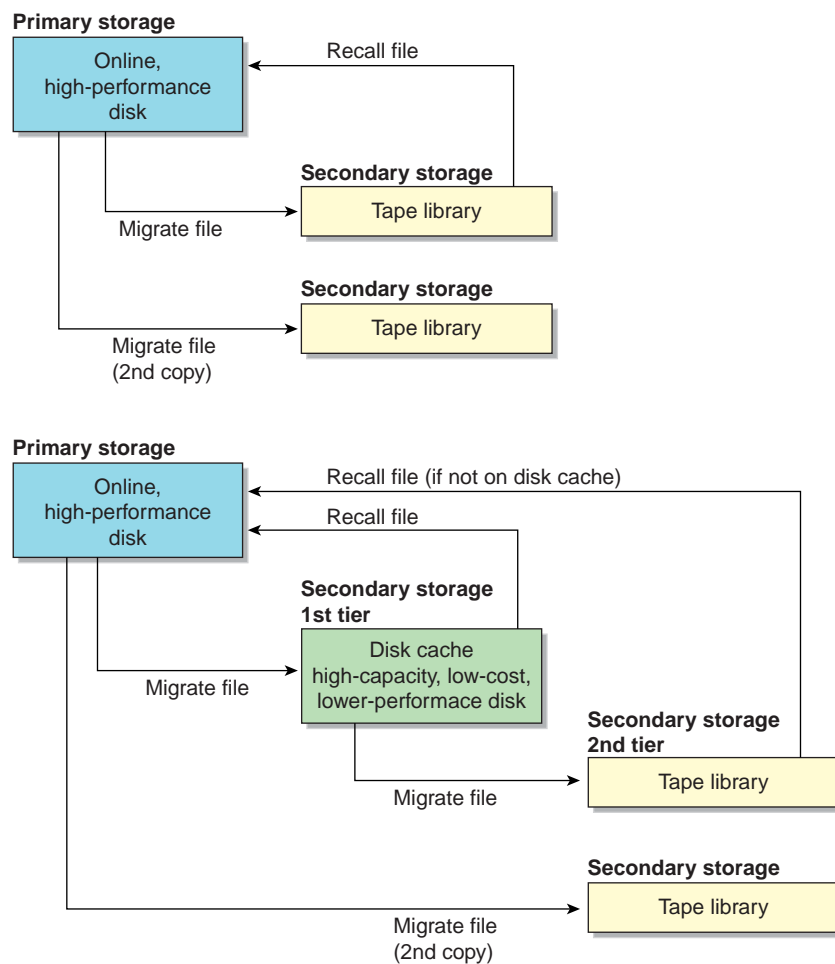 Primary storage
Online,
high-performance
disk
Recall file
Secondary storage
Tape library
Migrate file
Secondary storage
Tape library
Migrate file
(2nd copy)
Primary storage
Online,
high-performance
disk
Recall file (if not on disk cache)
Recall file
Secondary storage
1st tier
Disk cache
high-capacity, low-cost,
lower-performace disk
Migrate file
Secondary storage
2nd tier
Tape library
Migrate file
Secondary storage
Tape library
Migrate file
(2nd copy)